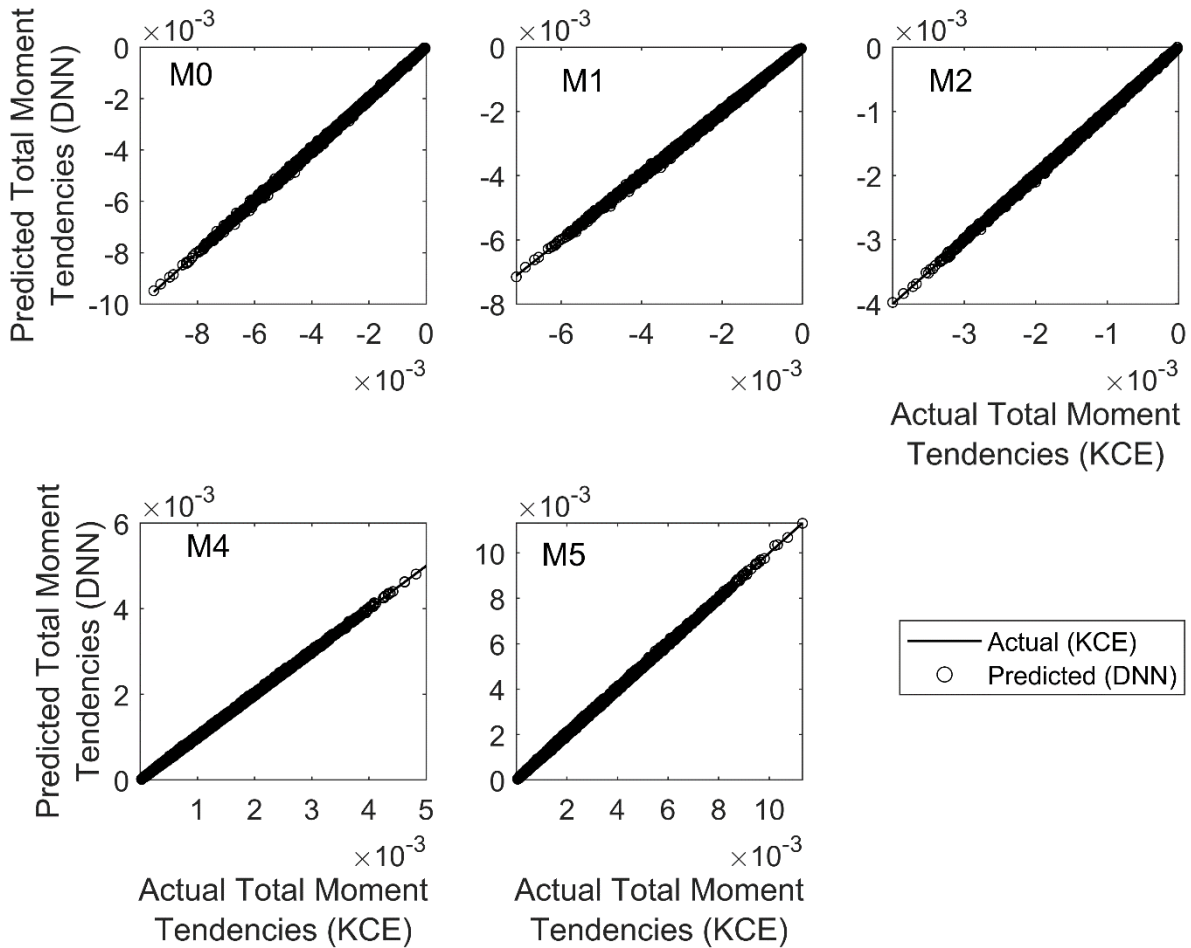 ×10-3
×10-3
×10-3
Predicted Total Moment
Tendencies (DNN)
0
-2
-4
-6
-8
-10
M0
-8 -6 -4 -2 0
×10-3
0
-2
-4
-6
-8
M1
-6 -4 -2 0
×10-3
0
-1
-2
-3
-4
M2
-3 -2 -1 0
×10-3
Actual Total Moment
Tendencies (KCE)
×10-3
×10-3
Predicted Total Moment
Tendencies (DNN)
6
4
2
0
M4
1 2 3 4 5
×10-3
Actual Total Moment
Tendencies (KCE)
10
8
6
4
2
0
M5
2 4 6 8 10
×10-3
Actual Total Moment
Tendencies (KCE)
Actual (KCE)
Predicted (DNN)